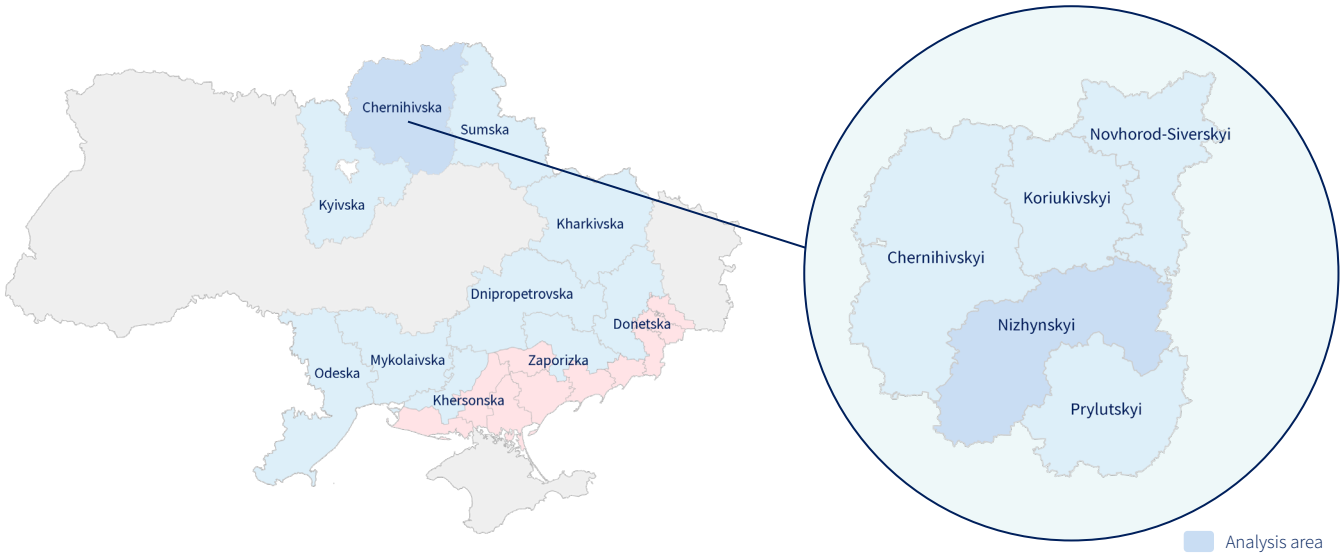 Chernihivska
Sumska
Kyivska
Kharkivska
Dnipropetrovska
Donetska
Zaporizka
Mykolaivska
Odeska
Khersonska
Novhorod-Siverskyi
Koriukivskyi
Chernihivskyi
Nizhynskyi
Prylutskyi
Analysis area